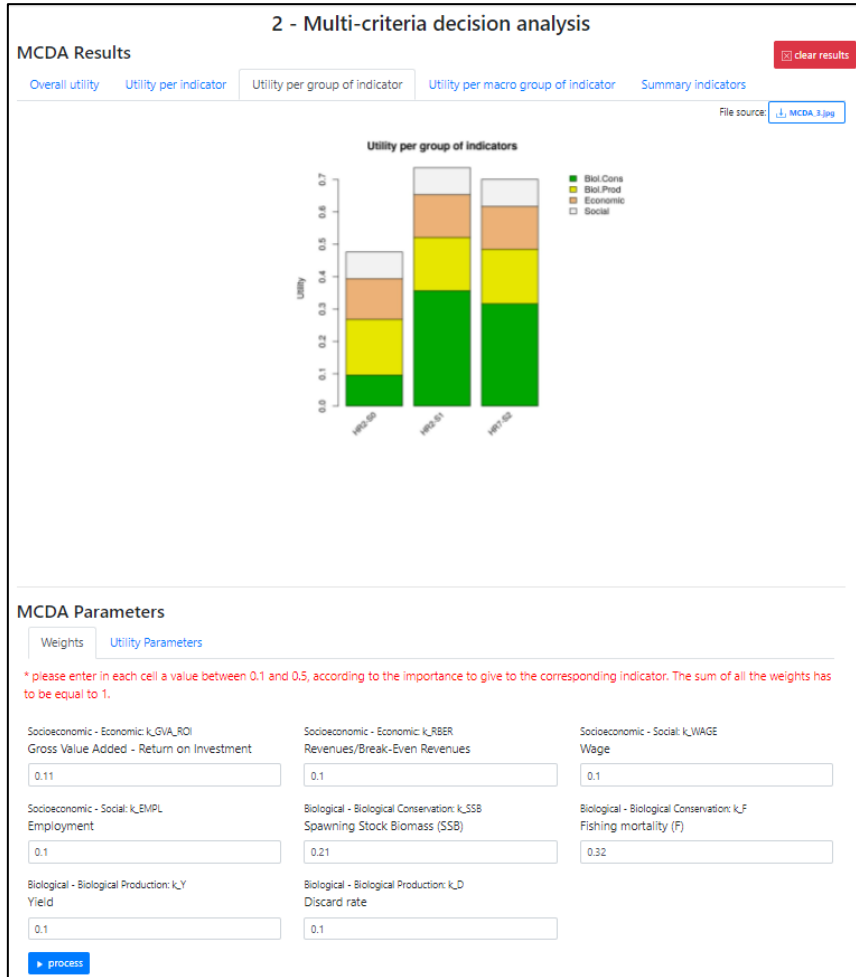 2 - Multi-criteria decision analysis
MCDA Results
clear results
Overall utility Utility per indicator Utility per group of indicator Utility per macro group of indicator Summary indicators
File source: MCDA_3.jpg
Utility per group of indicators
Biol.Cons
Biol.Prod
Economic
Social
Utility
0.7
0.6
0.5
0.4
0.3
0.2
0.1
0.0
HR2-S0 HR2-S1 HR7-S2
MCDA Parameters
Weights Utility Parameters
* please enter in each cell a value between 0.1 and 0.5, according to the importance to give to the corresponding indicator. The sum of all the weights has
to be equal to 1.
Socioeconomic - Economic: k_GVA_ROI Socioeconomic - Economic: k_RBER Socioeconomic - Social: k_WAGE
Gross Value Added - Return on Investment Revenues/Break-Even Revenues Wage
0.11 0.1 0.1
Socioeconomic - Social: k_EMPL Biological - Biological Conservation: k_SSB Biological - Biological Conservation: k_F
Employment Spawning Stock Biomass (SSB) Fishing mortality (F)
0.1 0.21 0.32
Biological - Biological Production: k_Y Biological - Biological Production: k_D
Yield Discard rate
0.1 0.1
process